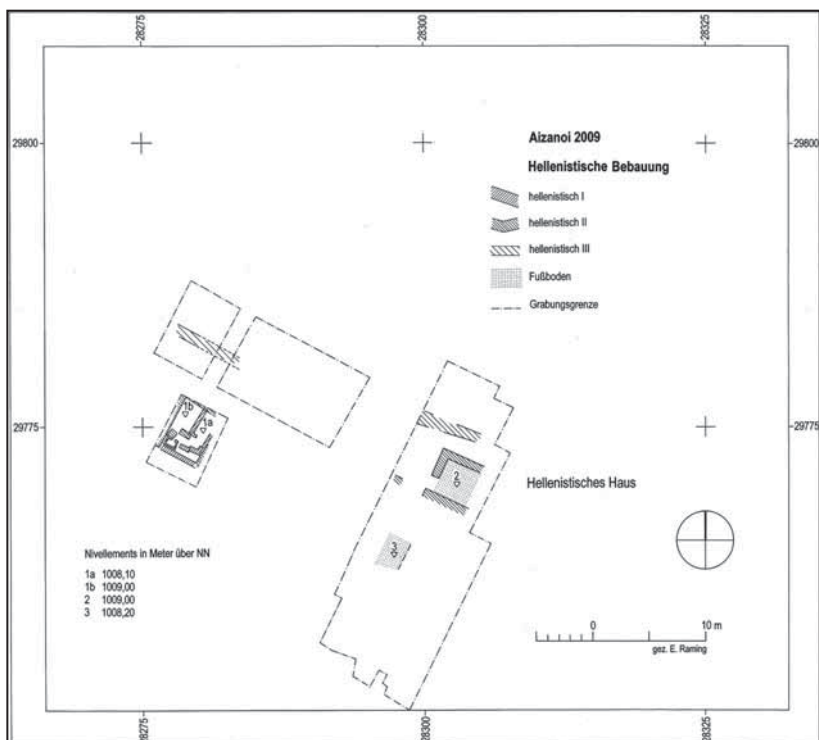 28275
28300
28325
29800
29800
Aizanoi 2009
Hellenistische Bebauung
hellenistisch I
hellenistisch II
hellenistisch III
Fußboden
Grabungsgrenze
1b
1a
29775
29775
2
Hellenistisches Haus
3
Nivellements in Meter über NN
1a 1008,10
1b 1009,00
2 1009,00
3 1008,20
0 10 m
gez. E. Raming
28275
28300
28325